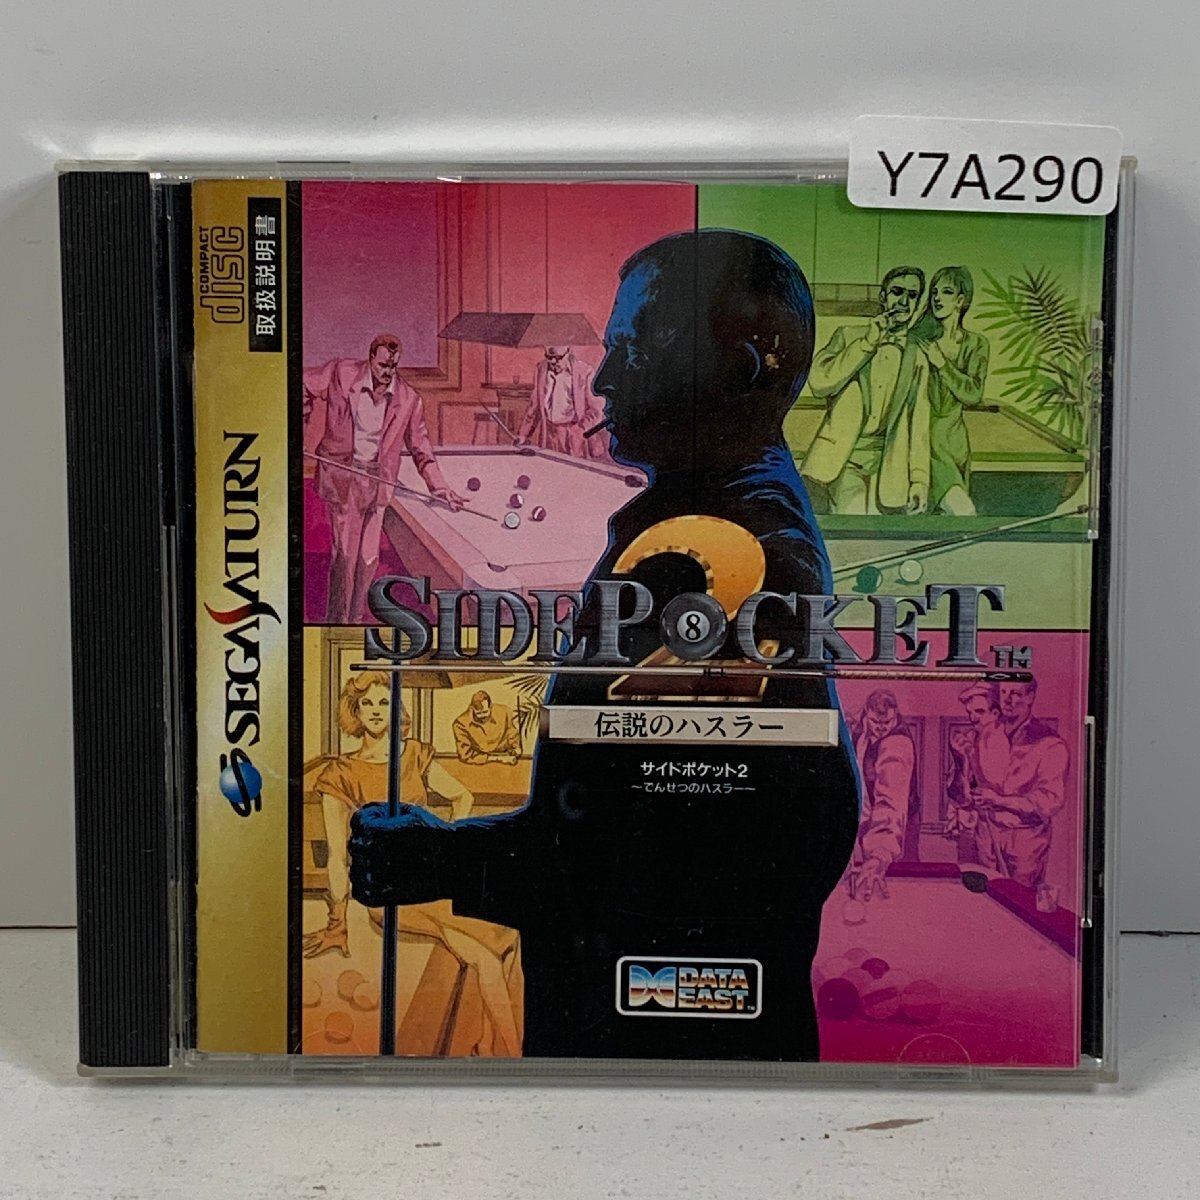 Y7A290
COMPACT
disc
取扱説明書
SEGA SATURN
2
SIDE POCKET TM
8
伝説のハスラー
サイドポケット2
〜でんせつのハスラー〜
DATA
EAST TM